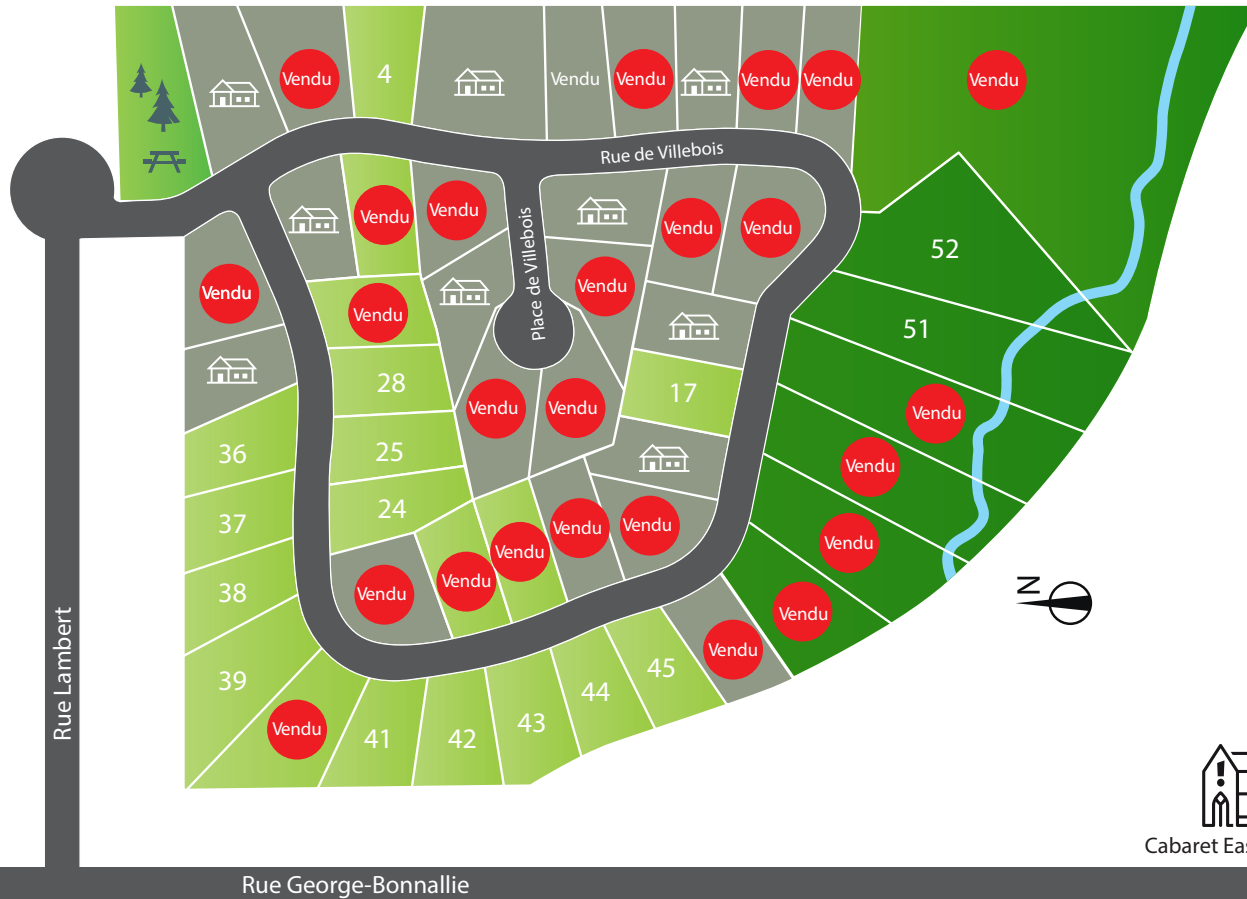 Vendu
4
Vendu
Vendu
Vendu
Vendu
Vendu
Rue de Villebois
Vendu
Vendu
Vendu
Vendu
Place de Villebois
52
Vendu
Vendu
Vendu
51
28
17
Vendu
Vendu
Vendu
36
25
Vendu
37
24
Vendu
Vendu
Vendu
Vendu
38
Vendu
Vendu
Vendu
N
39
Vendu
Vendu
41
42
43
44
45
Rue Lambert
Cabaret Eas
Rue George-Bonnallie